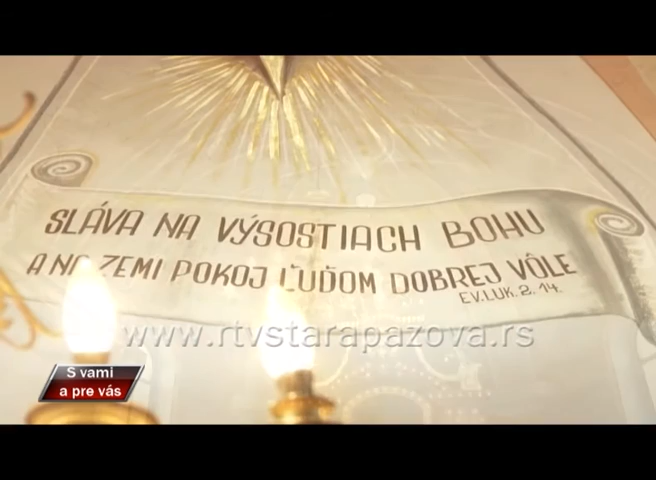 SLÁVA NA VÝSOSTIACH BOHU
A NA ZEMI POKOJ ĽUĎOM DOBREJ VÔLE
EV. LUK. 2. 14.
www.rtvstarapazova.rs
S vami
a pre vás